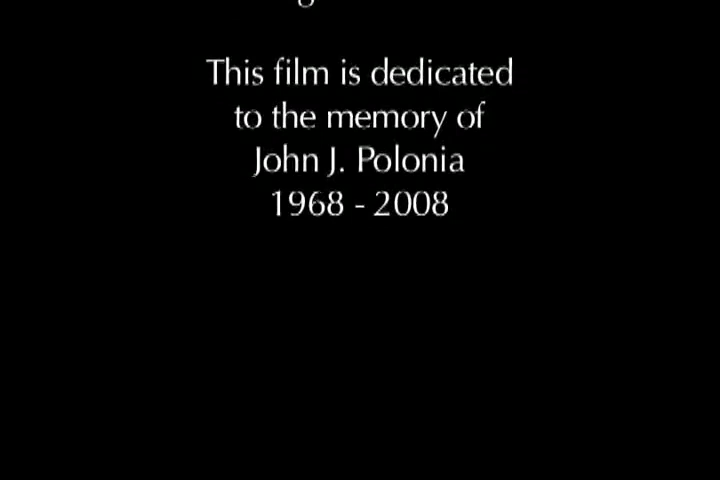 This film is dedicated
to the memory of
John J. Polonia
1968 - 2008